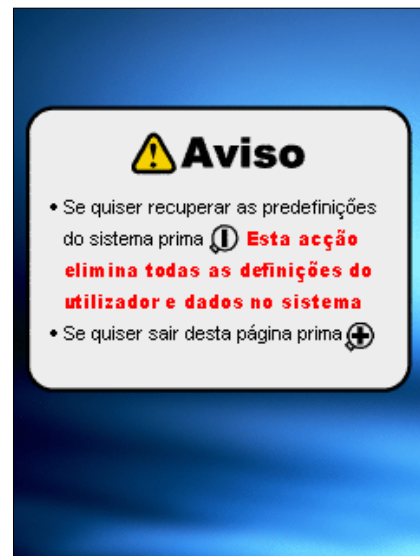 Aviso
• Se quiser recuperar as predefinições
do sistema prima Esta acção
elimina todas as definições do
utilizador e dados no sistema
• Se quiser sair desta página prima